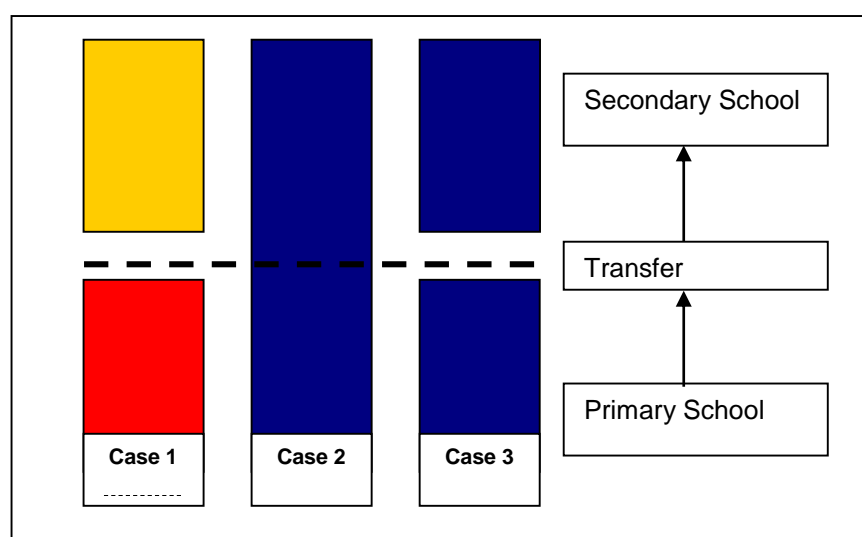 Secondary School
Transfer
Primary School
Case 1
Case 2
Case 3